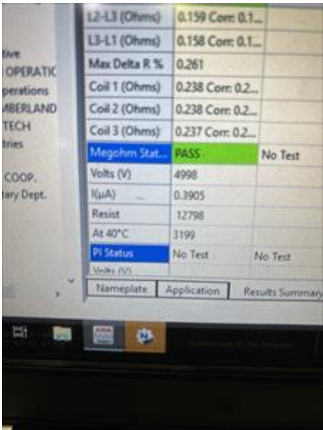 L2-L3 (Ohms) 0.159 Corr: 0.1...
L3-L1 (Ohms) 0.158 Corr: 0.1...
Max Delta R % 0.261
Coil 1 (Ohms) 0.238 Corr: 0.2...
Coil 2 (Ohms) 0.238 Corr: 0.2...
Coil 3 (Ohms) 0.237 Corr: 0.2...
Megohm Stat... PASS No Test
Volts (V) 4998
I(µA) 0.3905
Resist 12798
At 40°C 3199
PI Status No Test No Test
Volts (V)
tive
OPERATIC
perations
MBERLAND
TECH
tries
COOP.
tary Dept.
Nameplate Application Results Summary